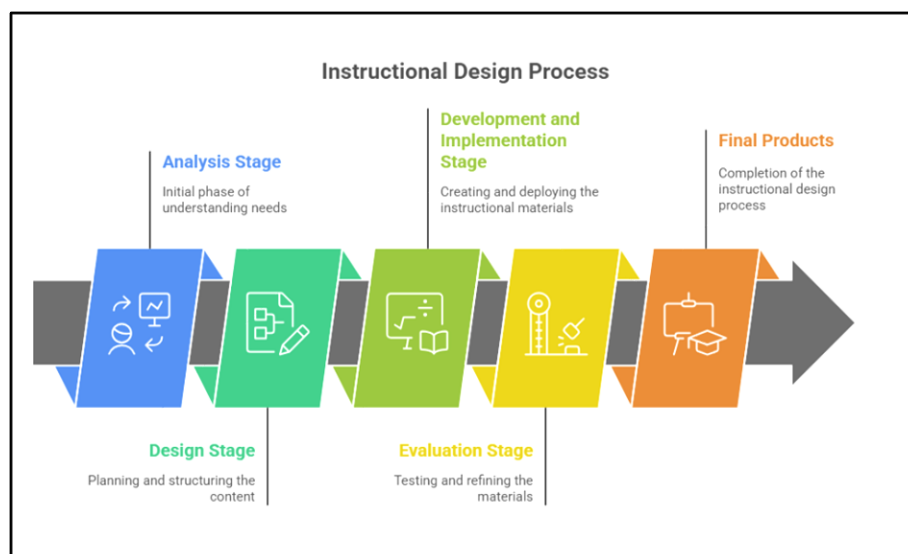 Instructional Design Process
Analysis Stage
Initial phase of
understanding needs
Development and
Implementation
Stage
Creating and deploying the
instructional materials
Final Products
Completion of the
instructional design
process
Design Stage
Planning and structuring the
content
Evaluation Stage
Testing and refining the
materials